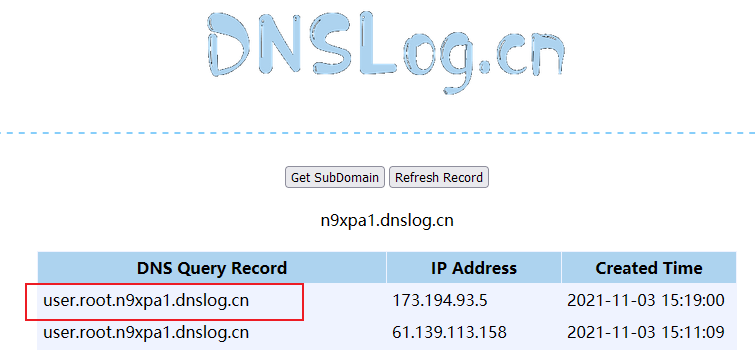 DNSLog.cn
Get SubDomain Refresh Record
n9xpa1.dnslog.cn
DNS Query Record IP Address Created Time
user.root.n9xpa1.dnslog.cn 173.194.93.5 2021-11-03 15:19:00
user.root.n9xpa1.dnslog.cn 61.139.113.158 2021-11-03 15:11:09